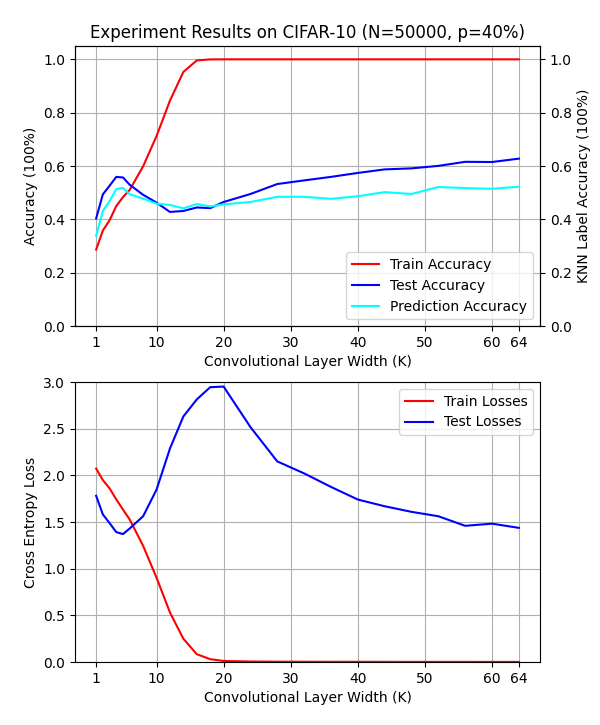 Experiment Results on CIFAR-10 (N=50000, p=40%)
Accuracy (100%)
1.0
0.8
0.6
0.4
0.2
0.0
1.0
0.8
0.6
0.4
0.2
0.0
KNN Label Accuracy (100%)
Train Accuracy
Test Accuracy
Prediction Accuracy
1 10 20 30 40 50 60 64
Convolutional Layer Width (K)
Cross Entropy Loss
3.0
2.5
2.0
1.5
1.0
0.5
0.0
Train Losses
Test Losses
1 10 20 30 40 50 60 64
Convolutional Layer Width (K)